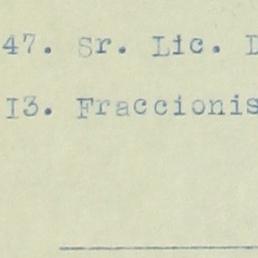 47. Sr. Lic. D
I3. Fraccionis